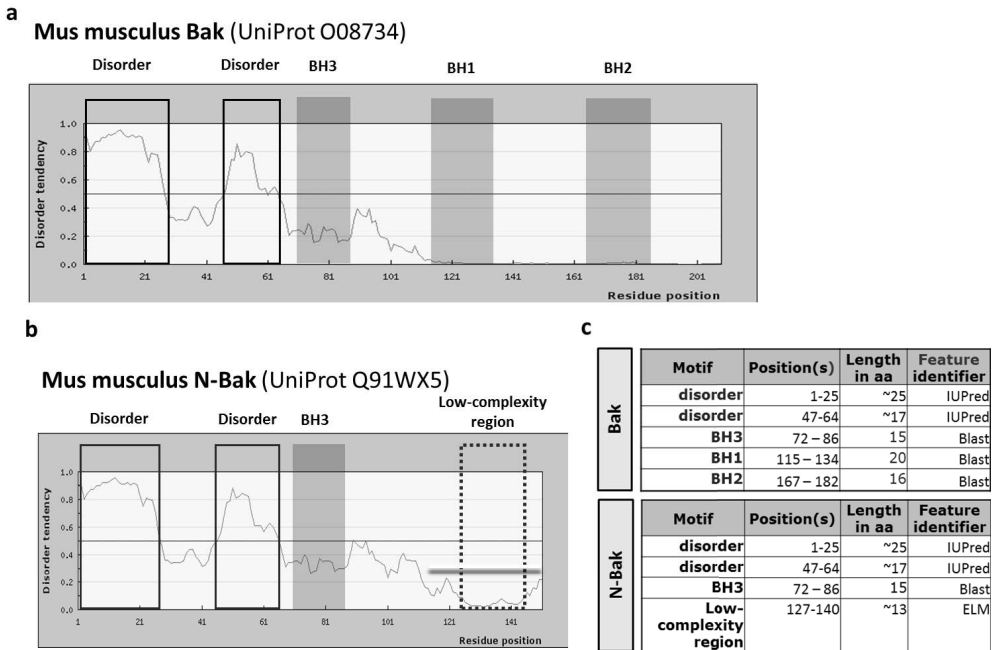 a
Mus musculus Bak (UniProt O08734)
Disorder Disorder BH3 BH1 BH2
Disorder tendency
1.0
0.8
0.6
0.4
0.2
0.0
1 21 41 61 81 101 121 141 161 181 201
Residue position
b
Mus musculus N-Bak (UniProt Q91WX5)
Disorder Disorder BH3 Low-complexity
region
Disorder tendency
1.0
0.8
0.6
0.4
0.2
0.0
1 21 41 61 81 101 121 141
Residue position
c
Bak
Motif Position(s) Length in aa Feature identifier
disorder 1-25 ~25 IUPred
disorder 47-64 ~17 IUPred
BH3 72 – 86 15 Blast
BH1 115 – 134 20 Blast
BH2 167 – 182 16 Blast
N-Bak
Motif Position(s) Length in aa Feature identifier
disorder 1-25 ~25 IUPred
disorder 47-64 ~17 IUPred
BH3 72 – 86 15 Blast
Low- 127-140 ~13 ELM
complexity
region